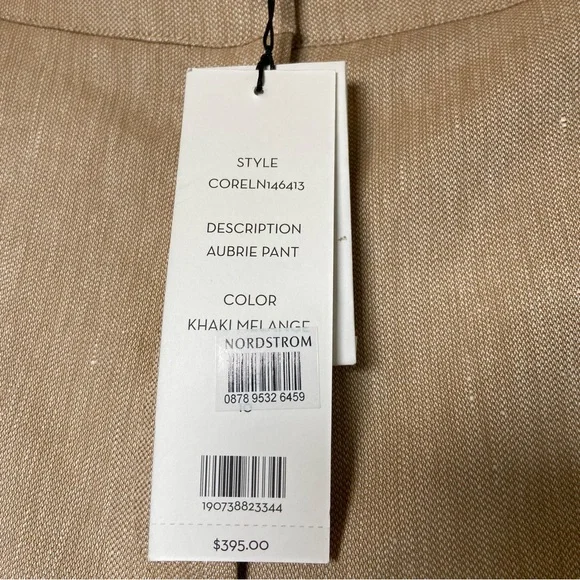 STYLE
CORELN146413
DESCRIPTION
AUBRIE PANT
COLOR
KHAKI MELANGE
NORDSTROM
0878 9532 6459
190738823344
$395.00